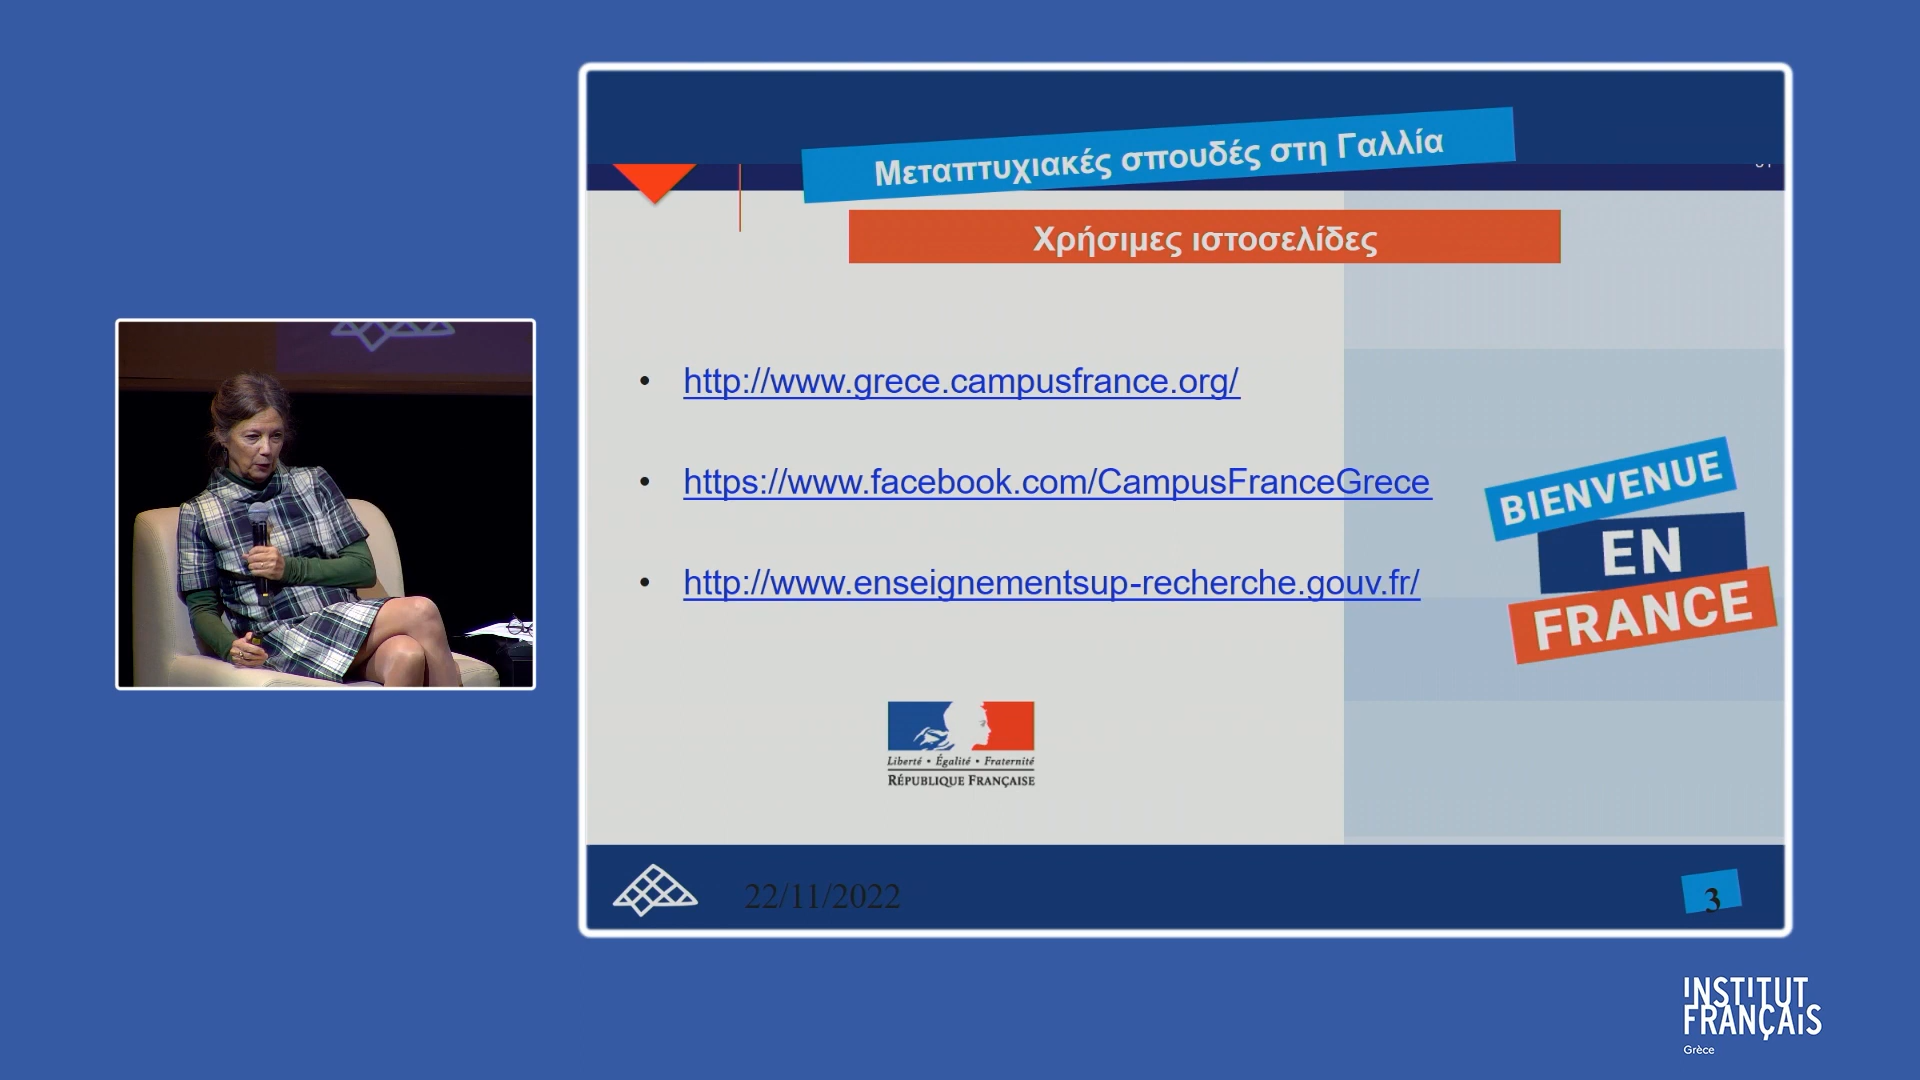 Μεταπτυχιακές σπουδές στη Γαλλία
Χρήσιμες ιστοσελίδες
• http://www.grece.campusfrance.org/
• https://www.facebook.com/CampusFranceGrece
• http://www.enseignementsup-recherche.gouv.fr/
BIENVENUE
EN
FRANCE
Liberté • Égalité • Fraternité
RÉPUBLIQUE FRANÇAISE
22/11/2022
3
INSTITUT
FRANÇAIS
Grèce